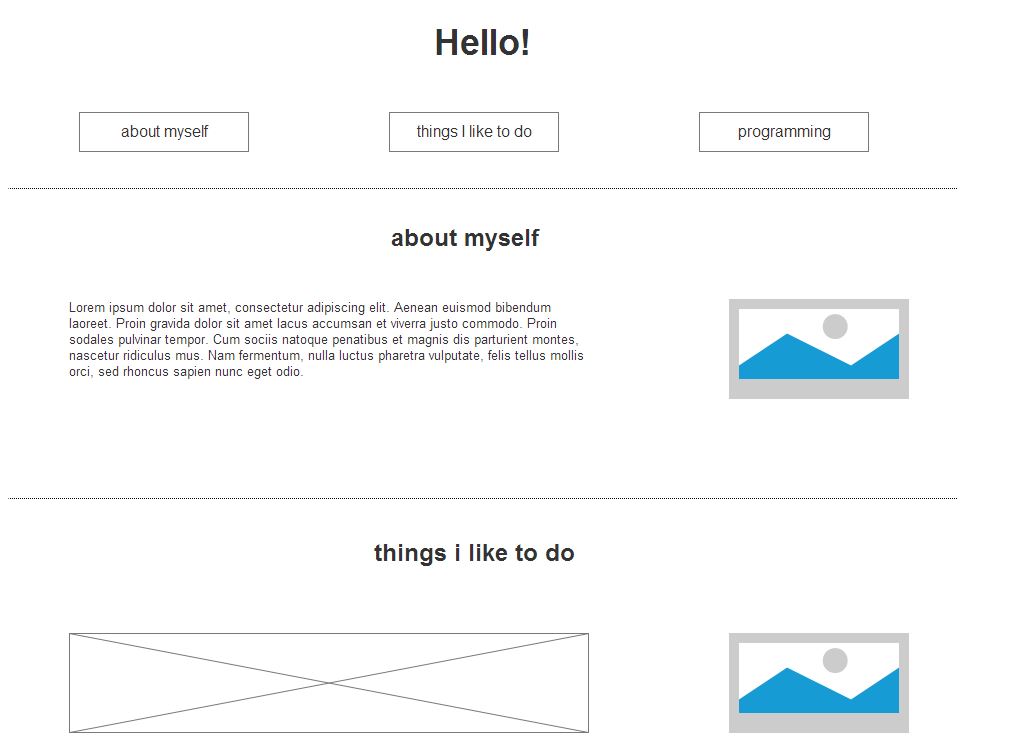 Hello!
about myself
things I like to do
programming
about myself
Lorem ipsum dolor sit amet, consectetur adipiscing elit. Aenean euismod bibendum
laoreet. Proin gravida dolor sit amet lacus accumsan et viverra justo commodo. Proin
sodales pulvinar tempor. Cum sociis natoque penatibus et magnis dis parturient montes,
nascetur ridiculus mus. Nam fermentum, nulla luctus pharetra vulputate, felis tellus mollis
orci, sed rhoncus sapien nunc eget odio.
things i like to do